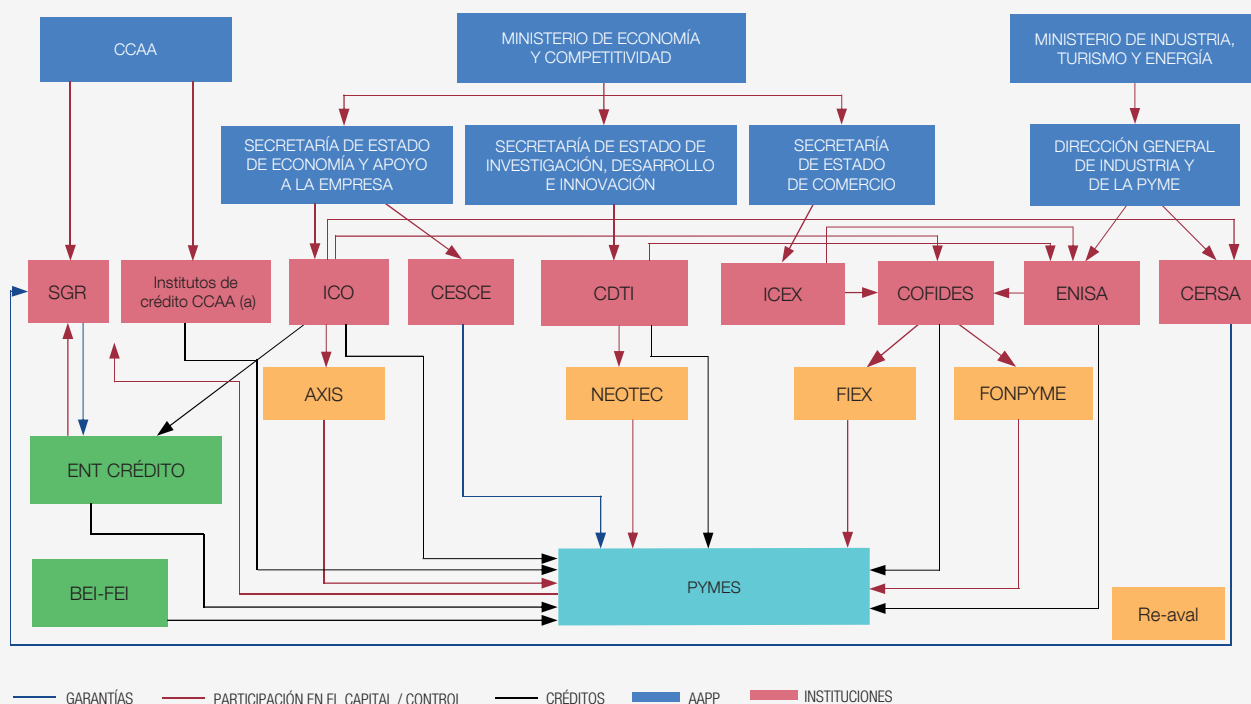 CCAA
MINISTERIO DE ECONOMÍA
Y COMPETITIVIDAD
MINISTERIO DE INDUSTRIA,
TURISMO Y ENERGÍA
SECRETARÍA DE ESTADO
DE ECONOMÍA Y APOYO
A LA EMPRESA
SECRETARÍA DE ESTADO DE
INVESTIGACIÓN, DESARROLLO
E INNOVACIÓN
SECRETARÍA
DE ESTADO
DE COMERCIO
DIRECCIÓN GENERAL
DE INDUSTRIA Y
DE LA PYME
SGR
Institutos de
crédito CCAA (a)
ICO
CESCE
CDTI
ICEX
COFIDES
ENISA
CERSA
AXIS
NEOTEC
FIEX
FONPYME
ENT CRÉDITO
BEI-FEI
PYMES
Re-aval
GARANTÍAS
PARTICIPACIÓN EN EL CAPITAL / CONTROL
CRÉDITOS
AAPP
INSTITUCIONES